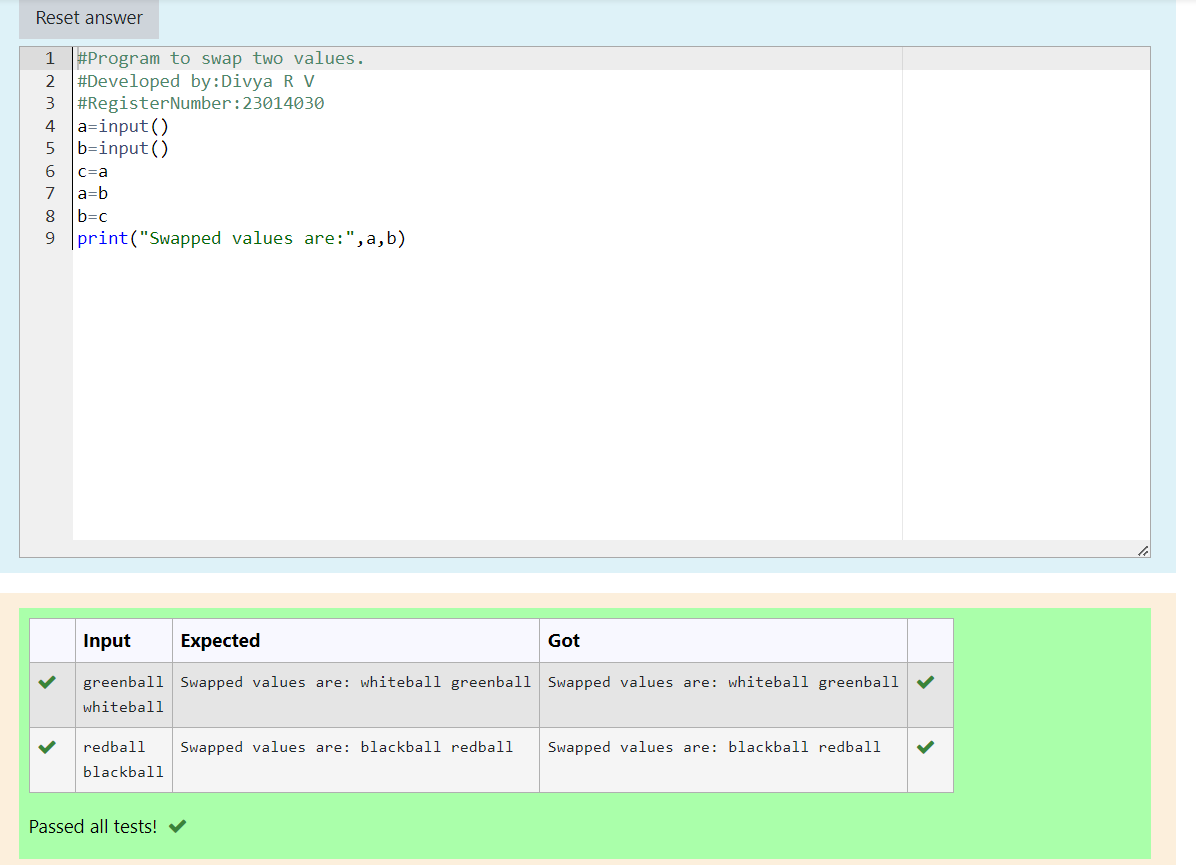 Reset answer
1 #Program to swap two values.
2 #Developed by:Divya R V
3 #RegisterNumber:23014030
4 a=input()
5 b=input()
6 c=a
7 a=b
8 b=c
9 print("Swapped values are:",a,b)
Input Expected Got
greenball Swapped values are: whiteball greenball Swapped values are: whiteball greenball
whiteball
redball Swapped values are: blackball redball Swapped values are: blackball redball
blackball
Passed all tests!